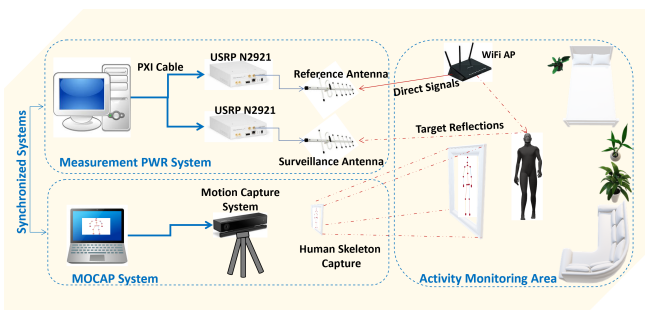 USRP N2921
PXI Cable
Reference Antenna
WiFi AP
Direct Signals
USRP N2921
Target Reflections
Surveillance Antenna
Measurement PWR System
Synchronized Systems
Motion Capture
System
Human Skeleton
Capture
MOCAP System
Activity Monitoring Area